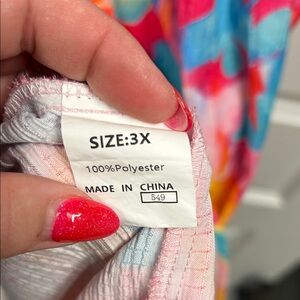 SIZE:3X
100%Polyester
MADE IN CHINA
549